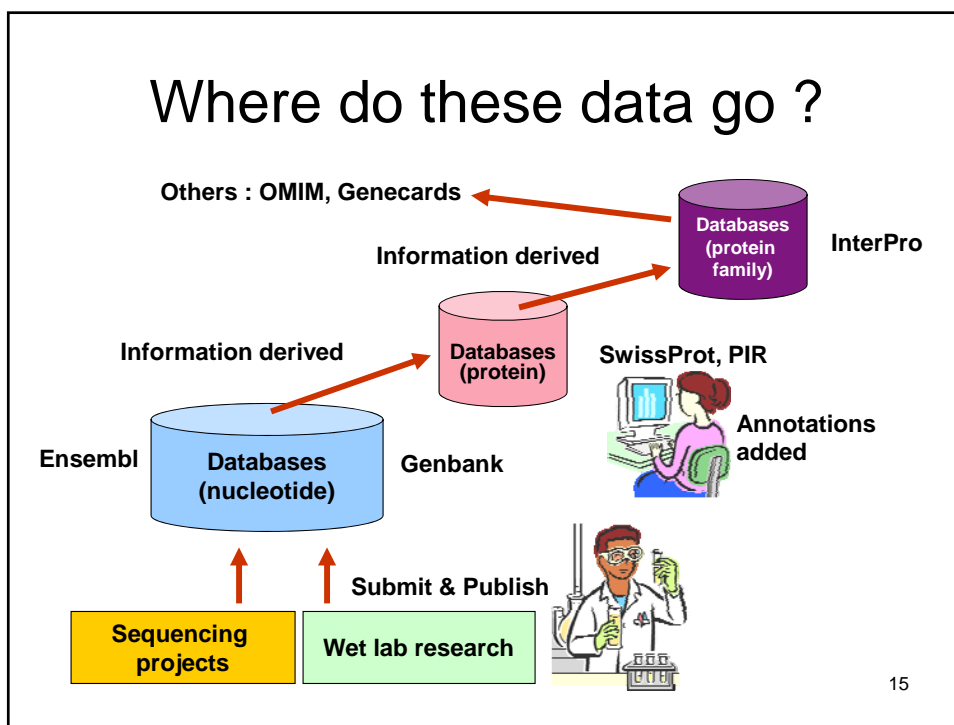 Where do these data go ?
Others : OMIM, Genecards
Databases
(protein
family)
InterPro
Information derived
Information derived
Databases
(protein)
SwissProt, PIR
Annotations
added
Ensembl
Databases
(nucleotide)
Genbank
Submit & Publish
Sequencing
projects
Wet lab research
15